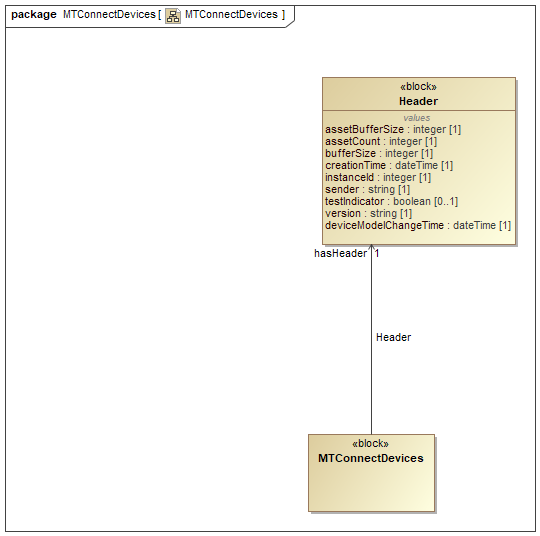 package MTConnectDevices [ MTConnectDevices ]
«block»
Header
values
assetBufferSize : integer [1]
assetCount : integer [1]
bufferSize : integer [1]
creationTime : dateTime [1]
instanceId : integer [1]
sender : string [1]
testIndicator : boolean [0..1]
version : string [1]
deviceModelChangeTime : dateTime [1]
hasHeader 1
Header
«block»
MTConnectDevices